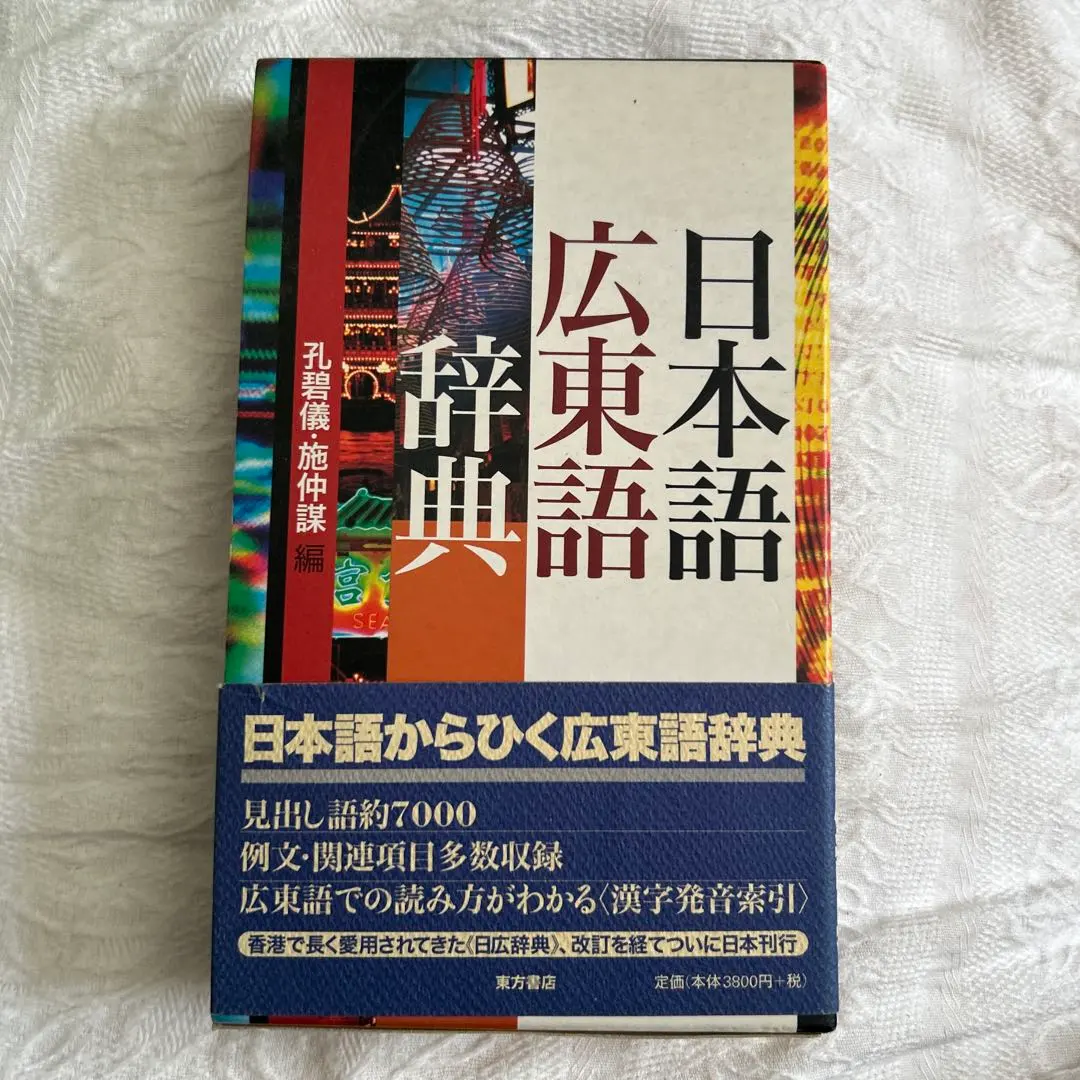 日本語
広東語
辞典
孔碧儀・施仲謀 編
SEA
日本語からひく広東語辞典
見出し語約7000
例文・関連項目多数収録
広東語での読み方がわかる〈漢字発音索引〉
香港で長く愛用されてきた《日広辞典》、改訂を経てついに日本刊行
東方書店
定価(本体3800円+税)